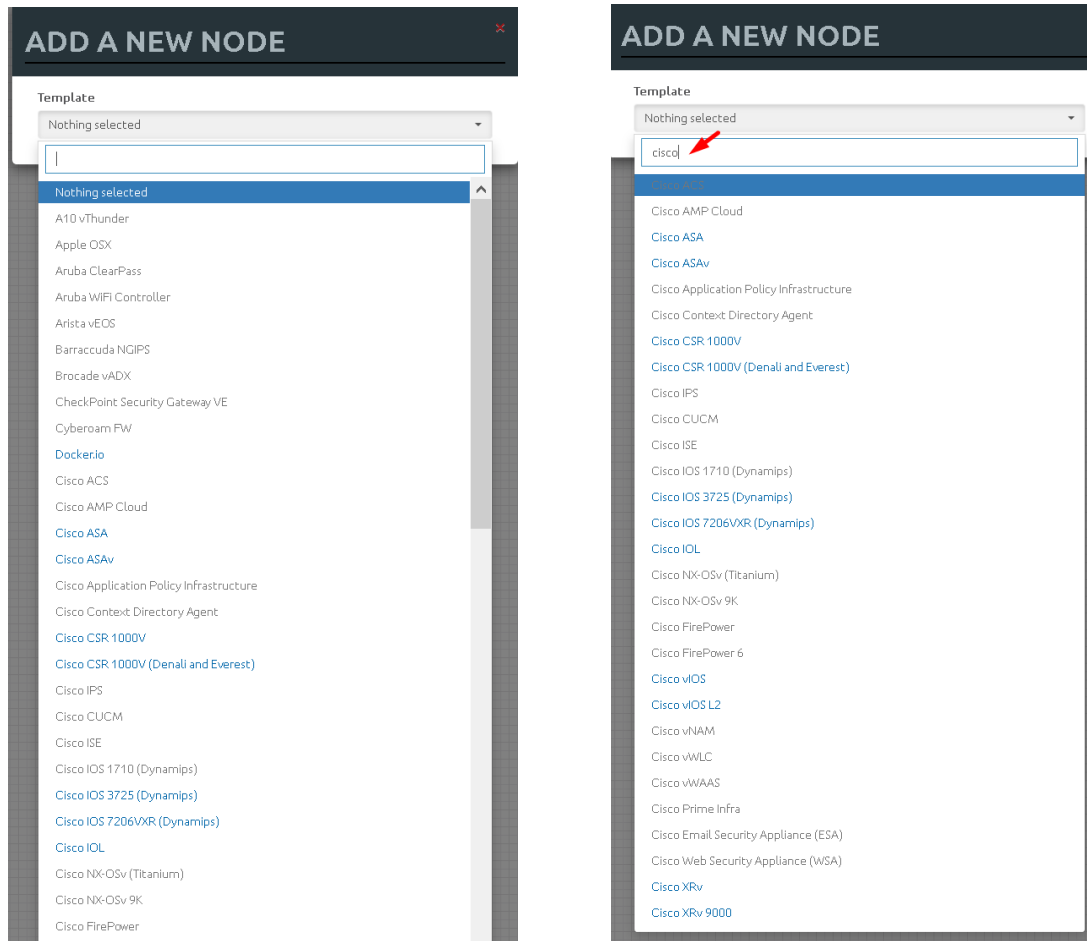 ADD A NEW NODE
Template
Nothing selected
Nothing selected
A10 vThunder
Apple OSX
Aruba ClearPass
Aruba WiFi Controller
Arista vEOS
Barraccuda NGIPS
Brocade vADX
CheckPoint Security Gateway VE
Cyberoam FW
Docker.io
Cisco ACS
Cisco AMP Cloud
Cisco ASA
Cisco ASAv
Cisco Application Policy Infrastructure
Cisco Context Directory Agent
Cisco CSR 1000V
Cisco CSR 1000V (Denali and Everest)
Cisco IPS
Cisco CUCM
Cisco ISE
Cisco IOS 1710 (Dynamips)
Cisco IOS 3725 (Dynamips)
Cisco IOS 7206VXR (Dynamips)
Cisco IOL
Cisco NX-OSv (Titanium)
Cisco NX-OSv 9K
Cisco FirePower
ADD A NEW NODE
Template
Nothing selected
cisco
Cisco ACS
Cisco AMP Cloud
Cisco ASA
Cisco ASAv
Cisco Application Policy Infrastructure
Cisco Context Directory Agent
Cisco CSR 1000V
Cisco CSR 1000V (Denali and Everest)
Cisco IPS
Cisco CUCM
Cisco ISE
Cisco IOS 1710 (Dynamips)
Cisco IOS 3725 (Dynamips)
Cisco IOS 7206VXR (Dynamips)
Cisco IOL
Cisco NX-OSv (Titanium)
Cisco NX-OSv 9K
Cisco FirePower
Cisco FirePower 6
Cisco vIOS
Cisco vIOS L2
Cisco vNAM
Cisco vWLC
Cisco vWAAS
Cisco Prime Infra
Cisco Email Security Appliance (ESA)
Cisco Web Security Appliance (WSA)
Cisco XRv
Cisco XRv 9000